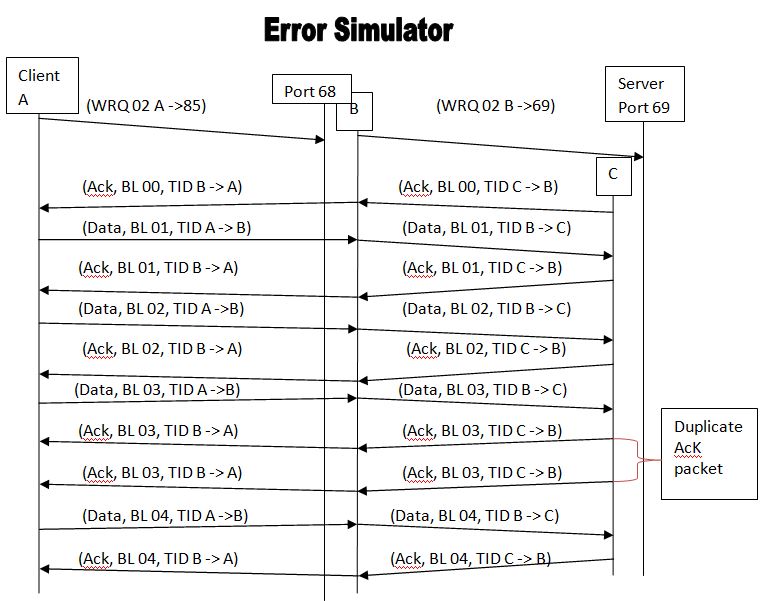 Error Simulator
Client
A
(WRQ 02 A ->85)
Port 68
B
(WRQ 02 B ->69)
Server
Port 69
C
(Ack, BL 00, TID B -> A)
(Ack, BL 00, TID C -> B)
(Data, BL 01, TID A -> B)
(Data, BL 01, TID B -> C)
(Ack, BL 01, TID B -> A)
(Ack, BL 01, TID C -> B)
(Data, BL 02, TID A ->B)
(Data, BL 02, TID B -> C)
(Ack, BL 02, TID B -> A)
(Ack, BL 02, TID C -> B)
(Data, BL 03, TID A ->B)
(Data, BL 03, TID B -> C)
(Ack, BL 03, TID B -> A)
(Ack, BL 03, TID C -> B)
Duplicate
AcK
packet
(Ack, BL 03, TID B -> A)
(Ack, BL 03, TID C -> B)
(Data, BL 04, TID A ->B)
(Data, BL 04, TID B -> C)
(Ack, BL 04, TID B -> A)
(Ack, BL 04, TID C -> B)